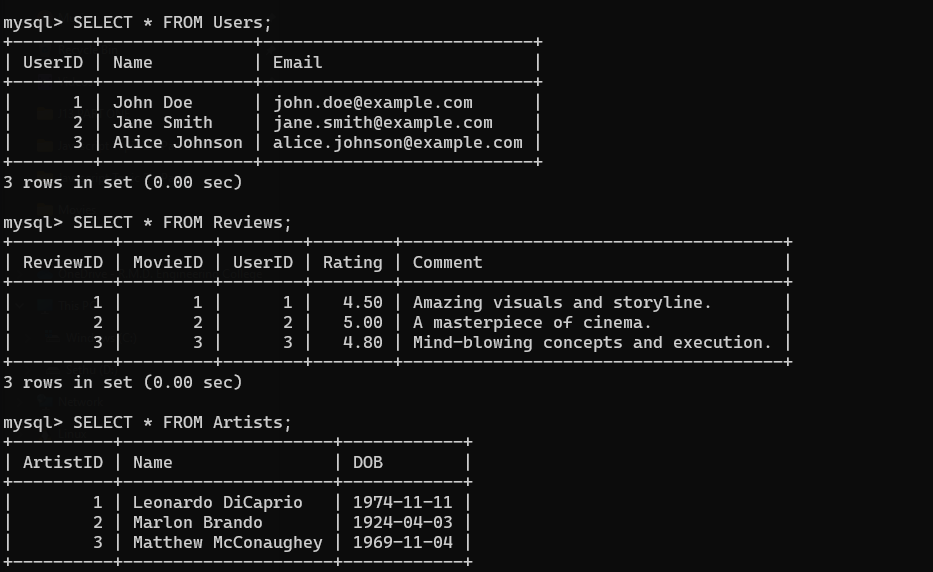 mysql> SELECT * FROM Users;
+--------+---------------+---------------------------+
| UserID | Name          | Email                     |
+--------+---------------+---------------------------+
|      1 | John Doe      | john.doe@example.com      |
|      2 | Jane Smith    | jane.smith@example.com    |
|      3 | Alice Johnson | alice.johnson@example.com |
+--------+---------------+---------------------------+
3 rows in set (0.00 sec)

mysql> SELECT * FROM Reviews;
+----------+---------+--------+--------+--------------------------------------+
| ReviewID | MovieID | UserID | Rating | Comment                              |
+----------+---------+--------+--------+--------------------------------------+
|        1 |       1 |      1 |   4.50 | Amazing visuals and storyline.       |
|        2 |       2 |      2 |   5.00 | A masterpiece of cinema.             |
|        3 |       3 |      3 |   4.80 | Mind-blowing concepts and execution. |
+----------+---------+--------+--------+--------------------------------------+
3 rows in set (0.00 sec)

mysql> SELECT * FROM Artists;
+----------+---------------------+------------+
| ArtistID | Name                | DOB        |
+----------+---------------------+------------+
|        1 | Leonardo DiCaprio   | 1974-11-11 |
|        2 | Marlon Brando       | 1924-04-03 |
|        3 | Matthew McConaughey | 1969-11-04 |
+----------+---------------------+------------+